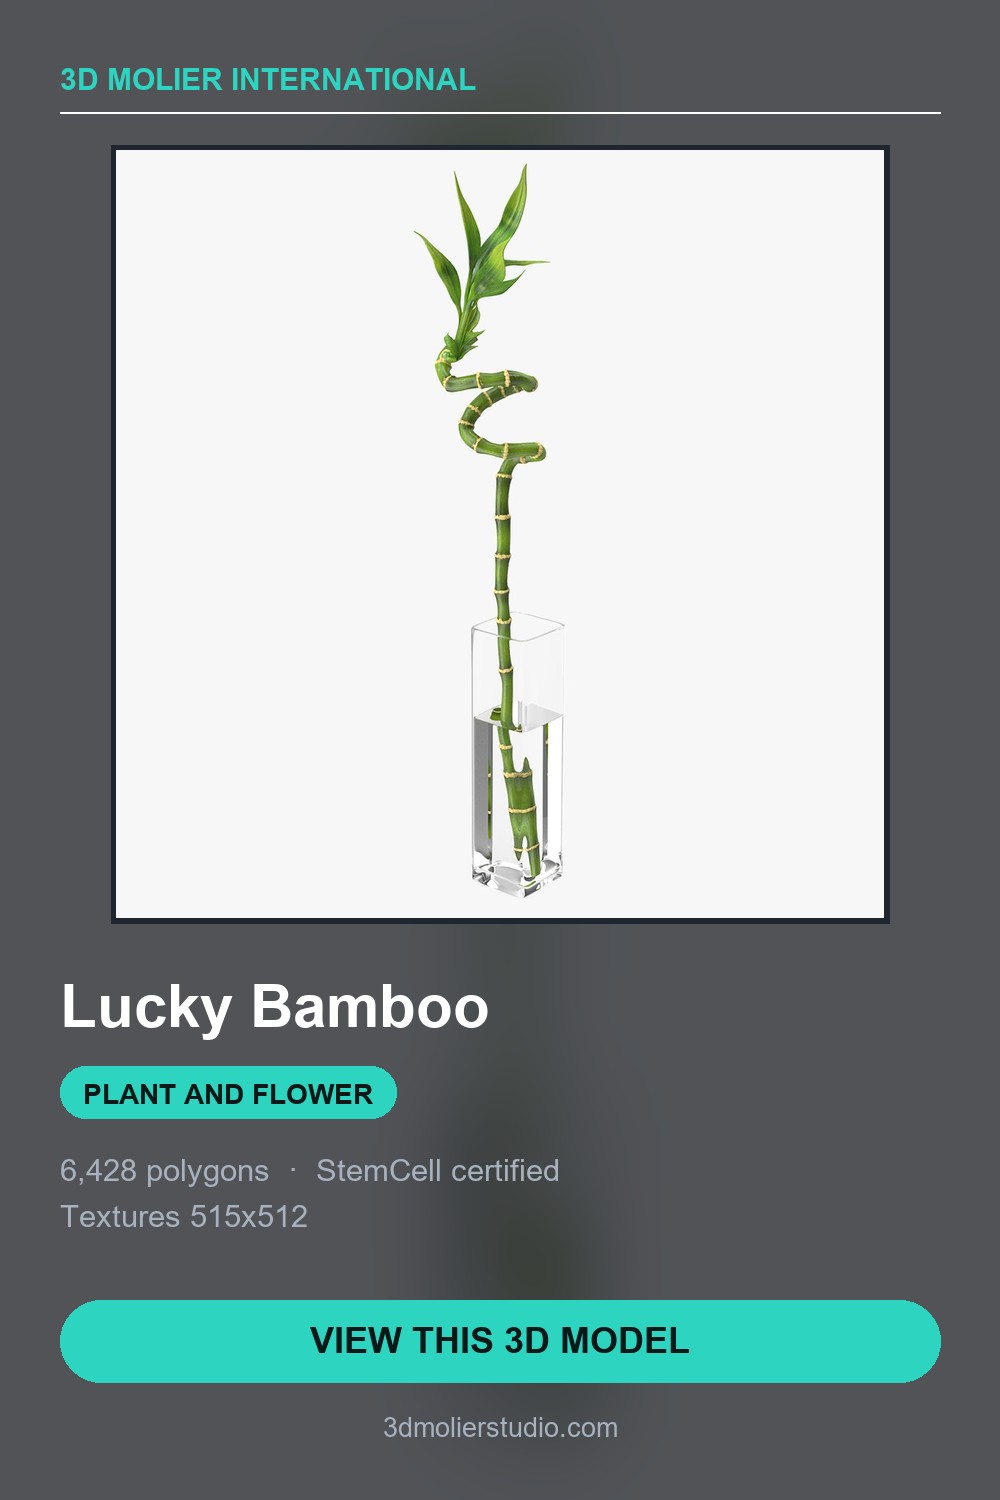 3D MOLIER INTERNATIONAL
Lucky Bamboo
PLANT AND FLOWER
6,428 polygons · StemCell certified
Textures 515x512
VIEW THIS 3D MODEL
3dmolierstudio.com